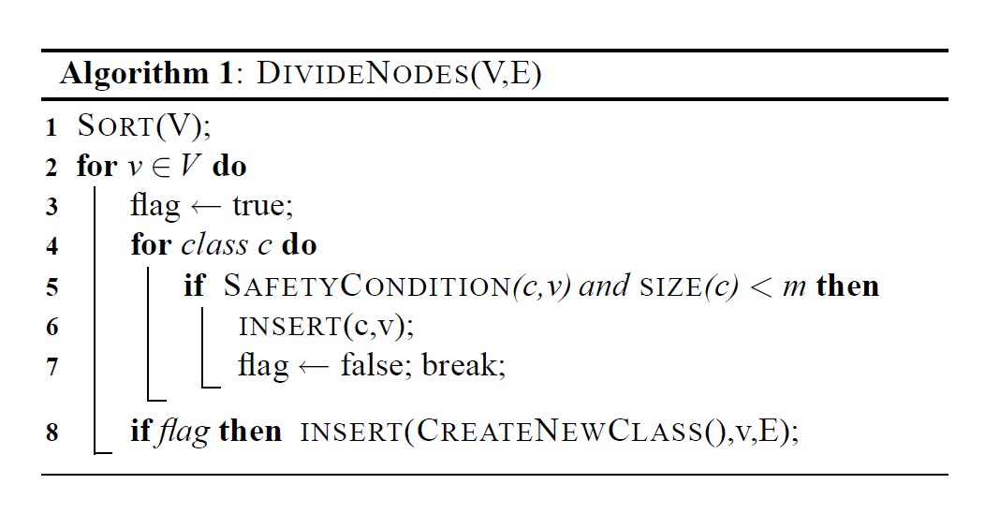 Algorithm 1: DIVIDENODES(V,E)
1 SORT(V);
2 for v ∈ V do
3 flag ← true;
4 for class c do
5 if SAFETYCONDITION(c,v) and SIZE(c) < m then
6 INSERT(c,v);
7 flag ← false; break;
8 if flag then INSERT(CREATENEWCLASS(),v,E);